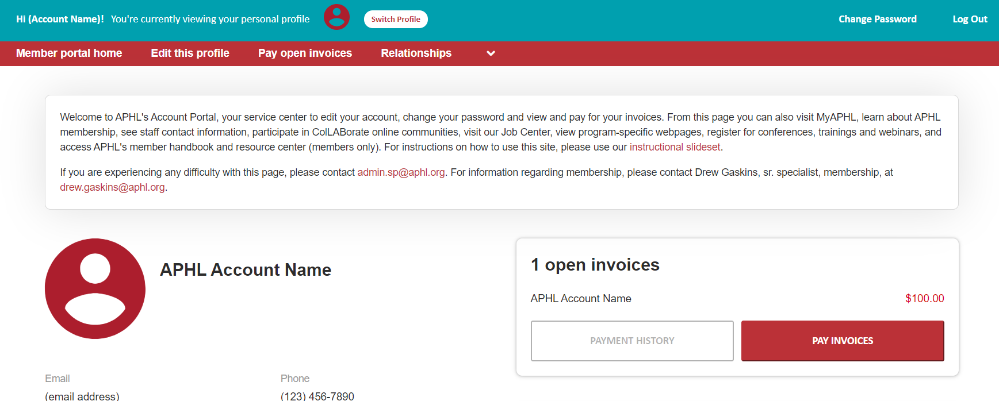 Hi (Account Name)! You're currently viewing your personal profile Switch Profile Change Password Log Out
Member portal home Edit this profile Pay open invoices Relationships
Welcome to APHL's Account Portal, your service center to edit your account, change your password and view and pay for your invoices. From this page you can also visit MyAPHL, learn about APHL
membership, see staff contact information, participate in ColLABorate online communities, visit our Job Center, view program-specific webpages, register for conferences, trainings and webinars, and
access APHL's member handbook and resource center (members only). For instructions on how to use this site, please use our instructional slideset.
If you are experiencing any difficulty with this page, please contact admin.sp@aphl.org. For information regarding membership, please contact Drew Gaskins, sr. specialist, membership, at
drew.gaskins@aphl.org.
APHL Account Name
1 open invoices
APHL Account Name $100.00
PAYMENT HISTORY PAY INVOICES
Email Phone
(email address) (123) 456-7890